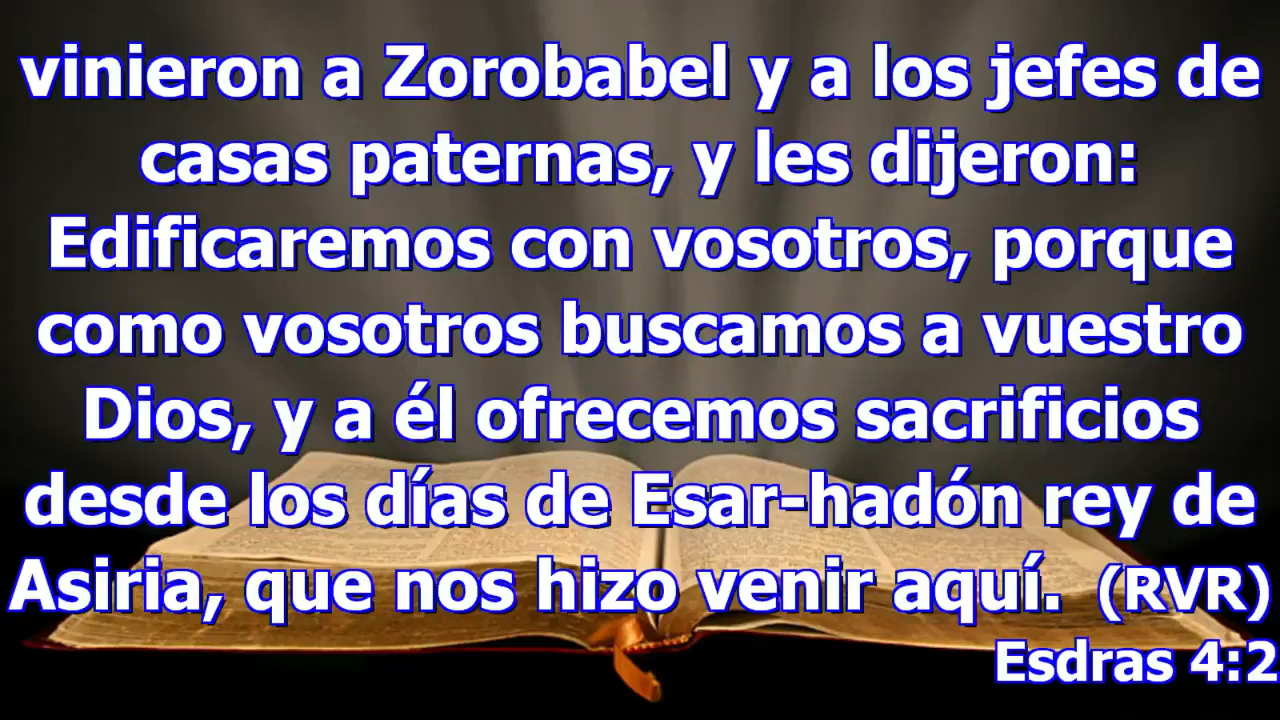 vinieron a Zorobabel y a los jefes de
casas paternas, y les dijeron:
Edificaremos con vosotros, porque
como vosotros buscamos a vuestro
Dios, y a él ofrecemos sacrificios
desde los días de Esar-hadón rey de
Asiria, que nos hizo venir aquí. (RVR)
Esdras 4:2